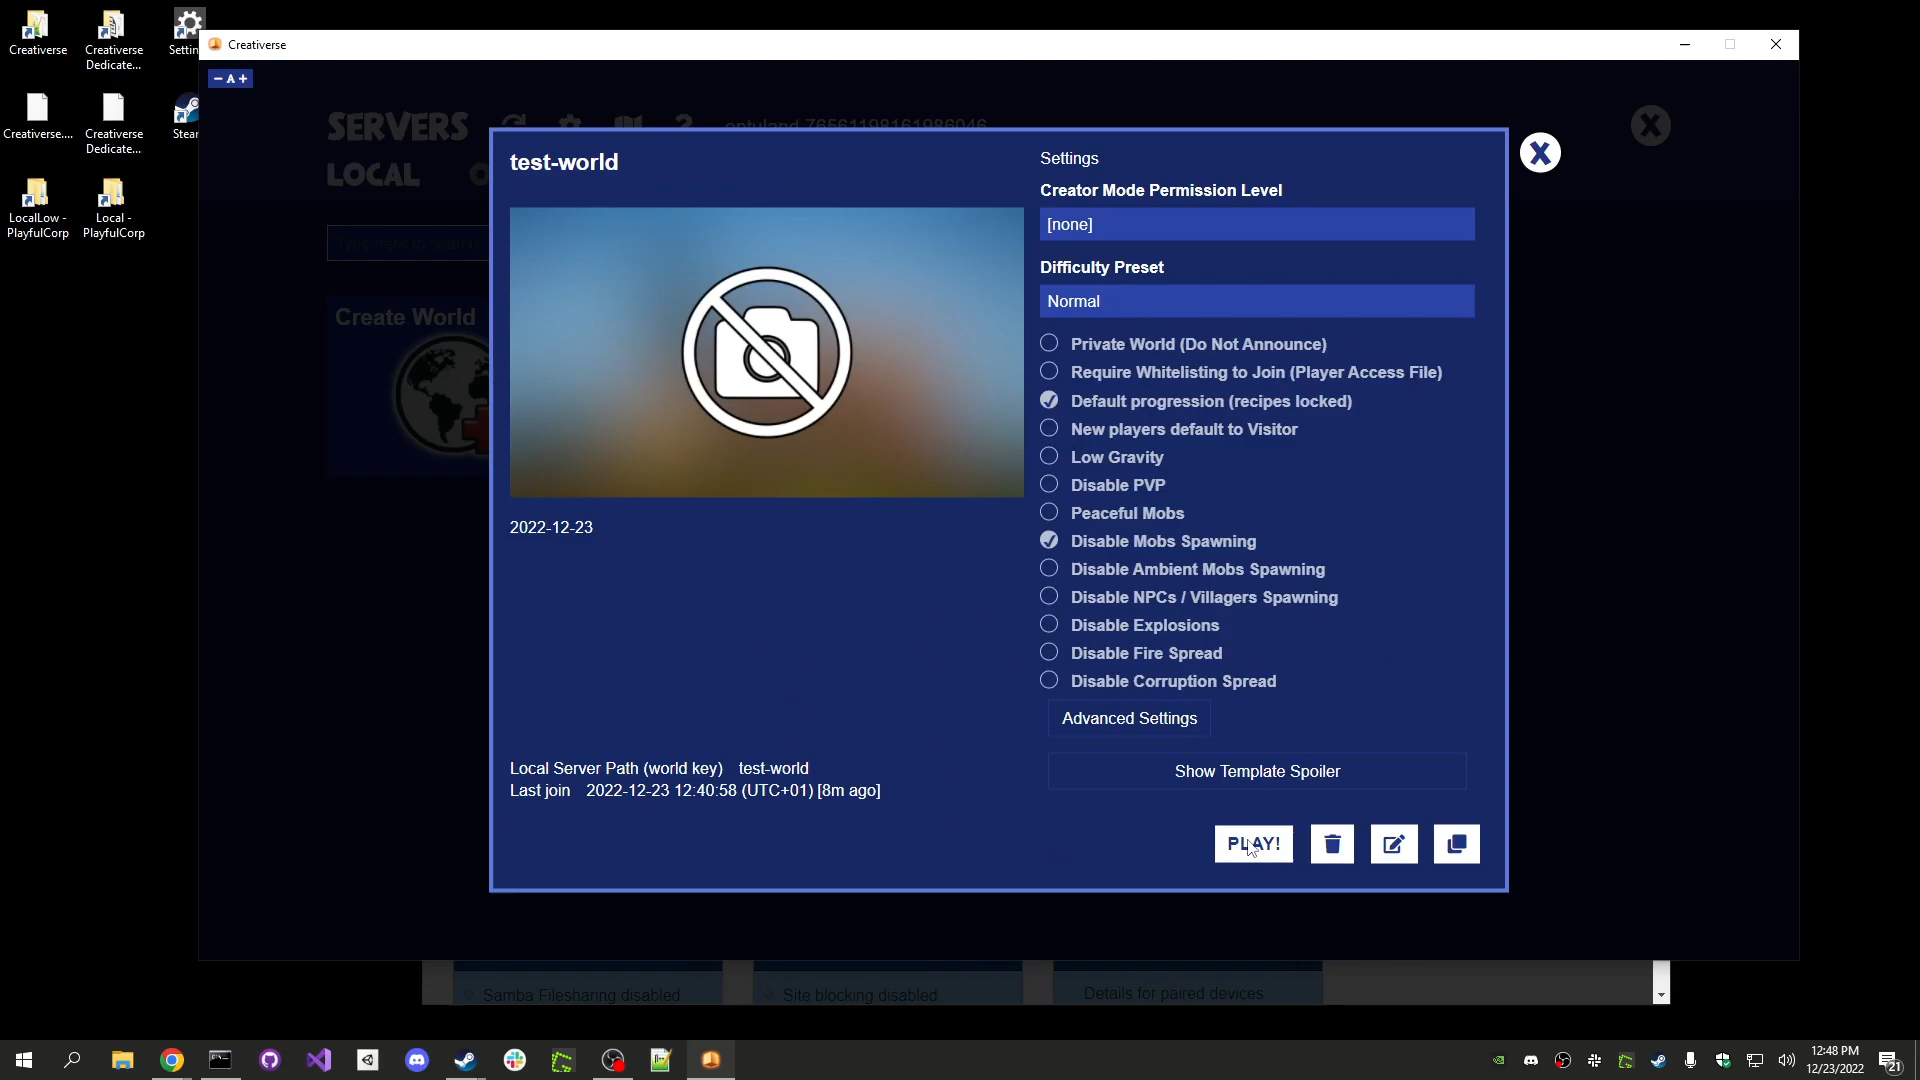 Creativerse
Creativerse
Dedicate...
Settin
Creativerse....
Creativerse
Dedicate...
Stear
LocalLow -
PlayfulCorp
Local -
PlayfulCorp
Creativerse
- A +
SERVERS
?
ontuland 76561198161986046
X
LOCAL
Type here to search
Create World
test-world
2022-12-23
Local Server Path (world key) test-world
Last join 2022-12-23 12:40:58 (UTC+01) [8m ago]
Settings
X
Creator Mode Permission Level
[none]
Difficulty Preset
Normal
Private World (Do Not Announce)
Require Whitelisting to Join (Player Access File)
Default progression (recipes locked)
New players default to Visitor
Low Gravity
Disable PVP
Peaceful Mobs
Disable Mobs Spawning
Disable Ambient Mobs Spawning
Disable NPCs / Villagers Spawning
Disable Explosions
Disable Fire Spread
Disable Corruption Spread
Advanced Settings
Show Template Spoiler
PLAY!
Samba Filesharing disabled
Site blocking disabled
Details for paired devices
12:48 PM
12/23/2022
21